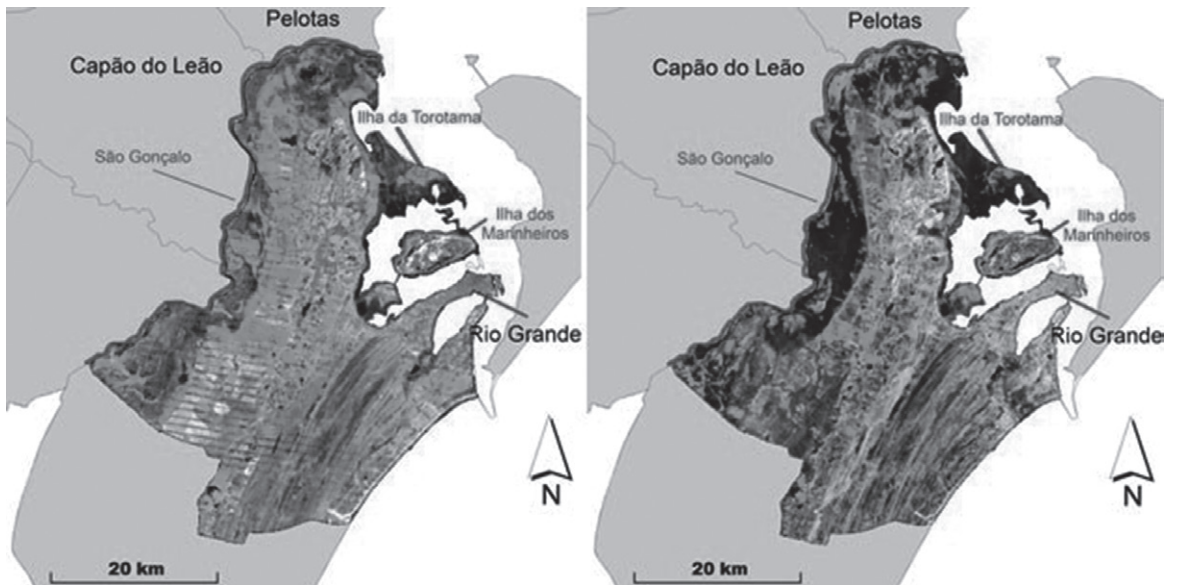 Pelotas
Capão do Leão
Ilha da Torotama
São Gonçalo
Ilha dos
Marinheiros
Rio Grande
N
20 km
Pelotas
Capão do Leão
Ilha da Torotama
São Gonçalo
Ilha dos
Marinheiros
Rio Grande
N
20 km